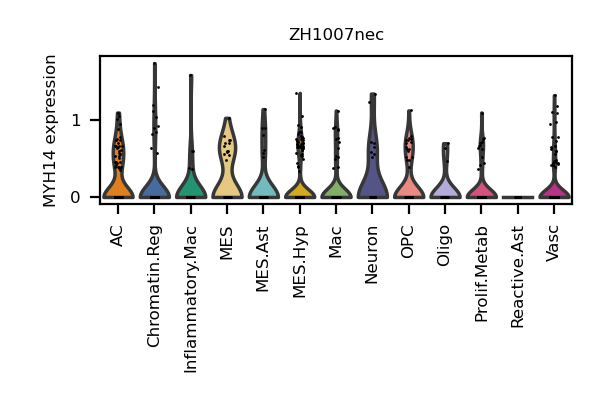 ZH1007nec
MYH14 expression
1
0
AC
Chromatin.Reg
Inflammatory.Mac
MES
MES.Ast
MES.Hyp
Mac
Neuron
OPC
Oligo
Prolif.Metab
Reactive.Ast
Vasc